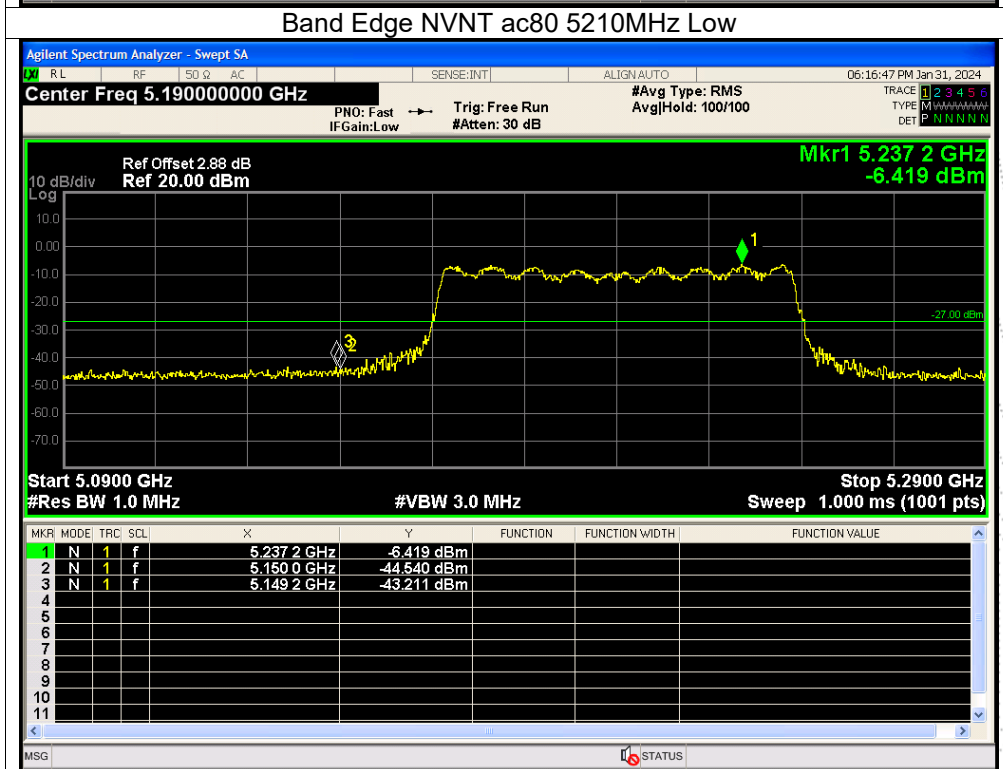 Band Edge NVNT ac80 5210MHz Low
Agilent Spectrum Analyzer - Swept SA
LXI RL RF 50 Ω AC SENSE:INT ALIGN AUTO 06:16:47 PM Jan 31, 2024
Center Freq 5.190000000 GHz #Avg Type: RMS TRACE 1 2 3 4 5 6
PNO: Fast Trig: Free Run Avg|Hold: 100/100 TYPE M WWWWW
IFGain:Low #Atten: 30 dB DET P N N N N N
Mkr1 5.237 2 GHz
Ref Offset 2.88 dB -6.419 dBm
10 dB/div Ref 20.00 dBm
Log
10.0
1
0.00
-10.0
-20.0
-27.00 dBm
-30.0
3 2
-40.0
-50.0
-60.0
-70.0
Start 5.0900 GHz Stop 5.2900 GHz
#Res BW 1.0 MHz #VBW 3.0 MHz Sweep 1.000 ms (1001 pts)
MKR MODE TRC SCL X Y FUNCTION FUNCTION WIDTH FUNCTION VALUE
1 N 1 f 5.237 2 GHz -6.419 dBm
2 N 1 f 5.150 0 GHz -44.540 dBm
3 N 1 f 5.149 2 GHz -43.211 dBm
4
5
6
7
8
9
10
11
MSG STATUS